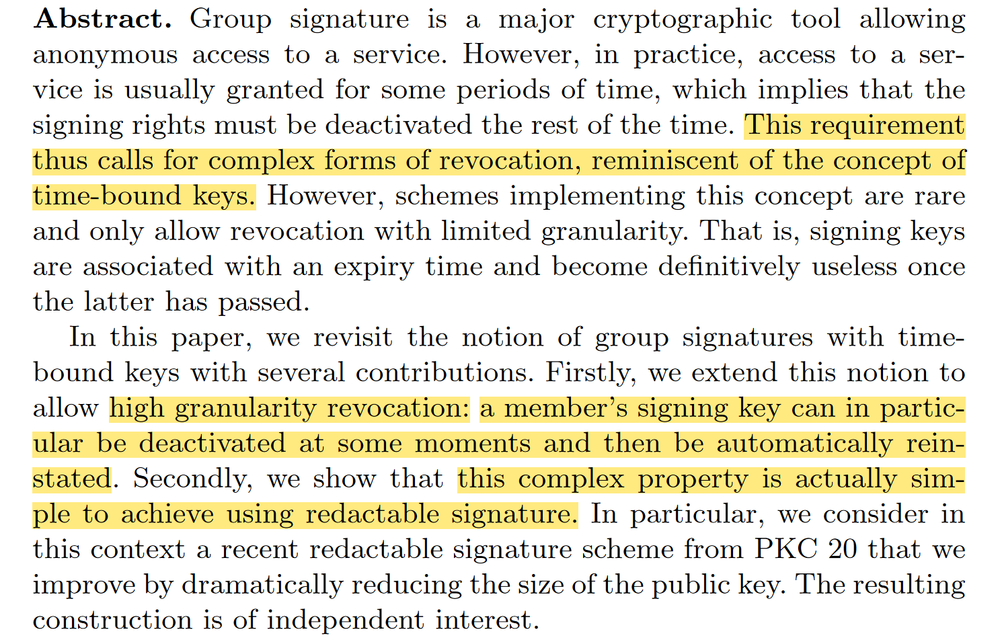 Abstract. Group signature is a major cryptographic tool allowing
anonymous access to a service. However, in practice, access to a ser-
vice is usually granted for some periods of time, which implies that the
signing rights must be deactivated the rest of the time. This requirement
thus calls for complex forms of revocation, reminiscent of the concept of
time-bound keys. However, schemes implementing this concept are rare
and only allow revocation with limited granularity. That is, signing keys
are associated with an expiry time and become definitively useless once
the latter has passed.
In this paper, we revisit the notion of group signatures with time-
bound keys with several contributions. Firstly, we extend this notion to
allow high granularity revocation: a member’s signing key can in partic-
ular be deactivated at some moments and then be automatically rein-
stated. Secondly, we show that this complex property is actually sim-
ple to achieve using redactable signature. In particular, we consider in
this context a recent redactable signature scheme from PKC 20 that we
improve by dramatically reducing the size of the public key. The resulting
construction is of independent interest.